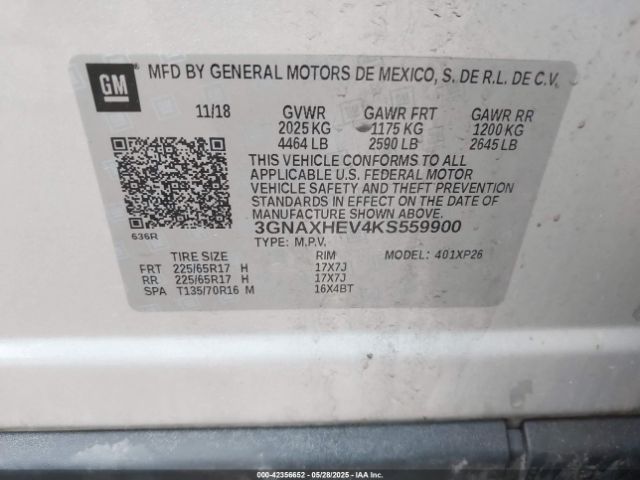 GM MFD BY GENERAL MOTORS DE MEXICO, S. DE R.L. DE C.V.
11/18 GVWR GAWR FRT GAWR RR
2025 KG 1175 KG 1200 KG
4464 LB 2590 LB 2645 LB
THIS VEHICLE CONFORMS TO ALL
APPLICABLE U.S. FEDERAL MOTOR
VEHICLE SAFETY AND THEFT PREVENTION
STANDARDS IN EFFECT ON THE DATE OF
MANUFACTURE SHOWN ABOVE.
636R 3GNAXHEV4KS559900
TYPE: M.P.V. MODEL: 401XP26
TIRE SIZE RIM
FRT 225/65R17 H 17X7J
RR 225/65R17 H 17X7J
SPA T135/70R16 M 16X4BT
000-42356652 05/28/2025 IAAI.COM